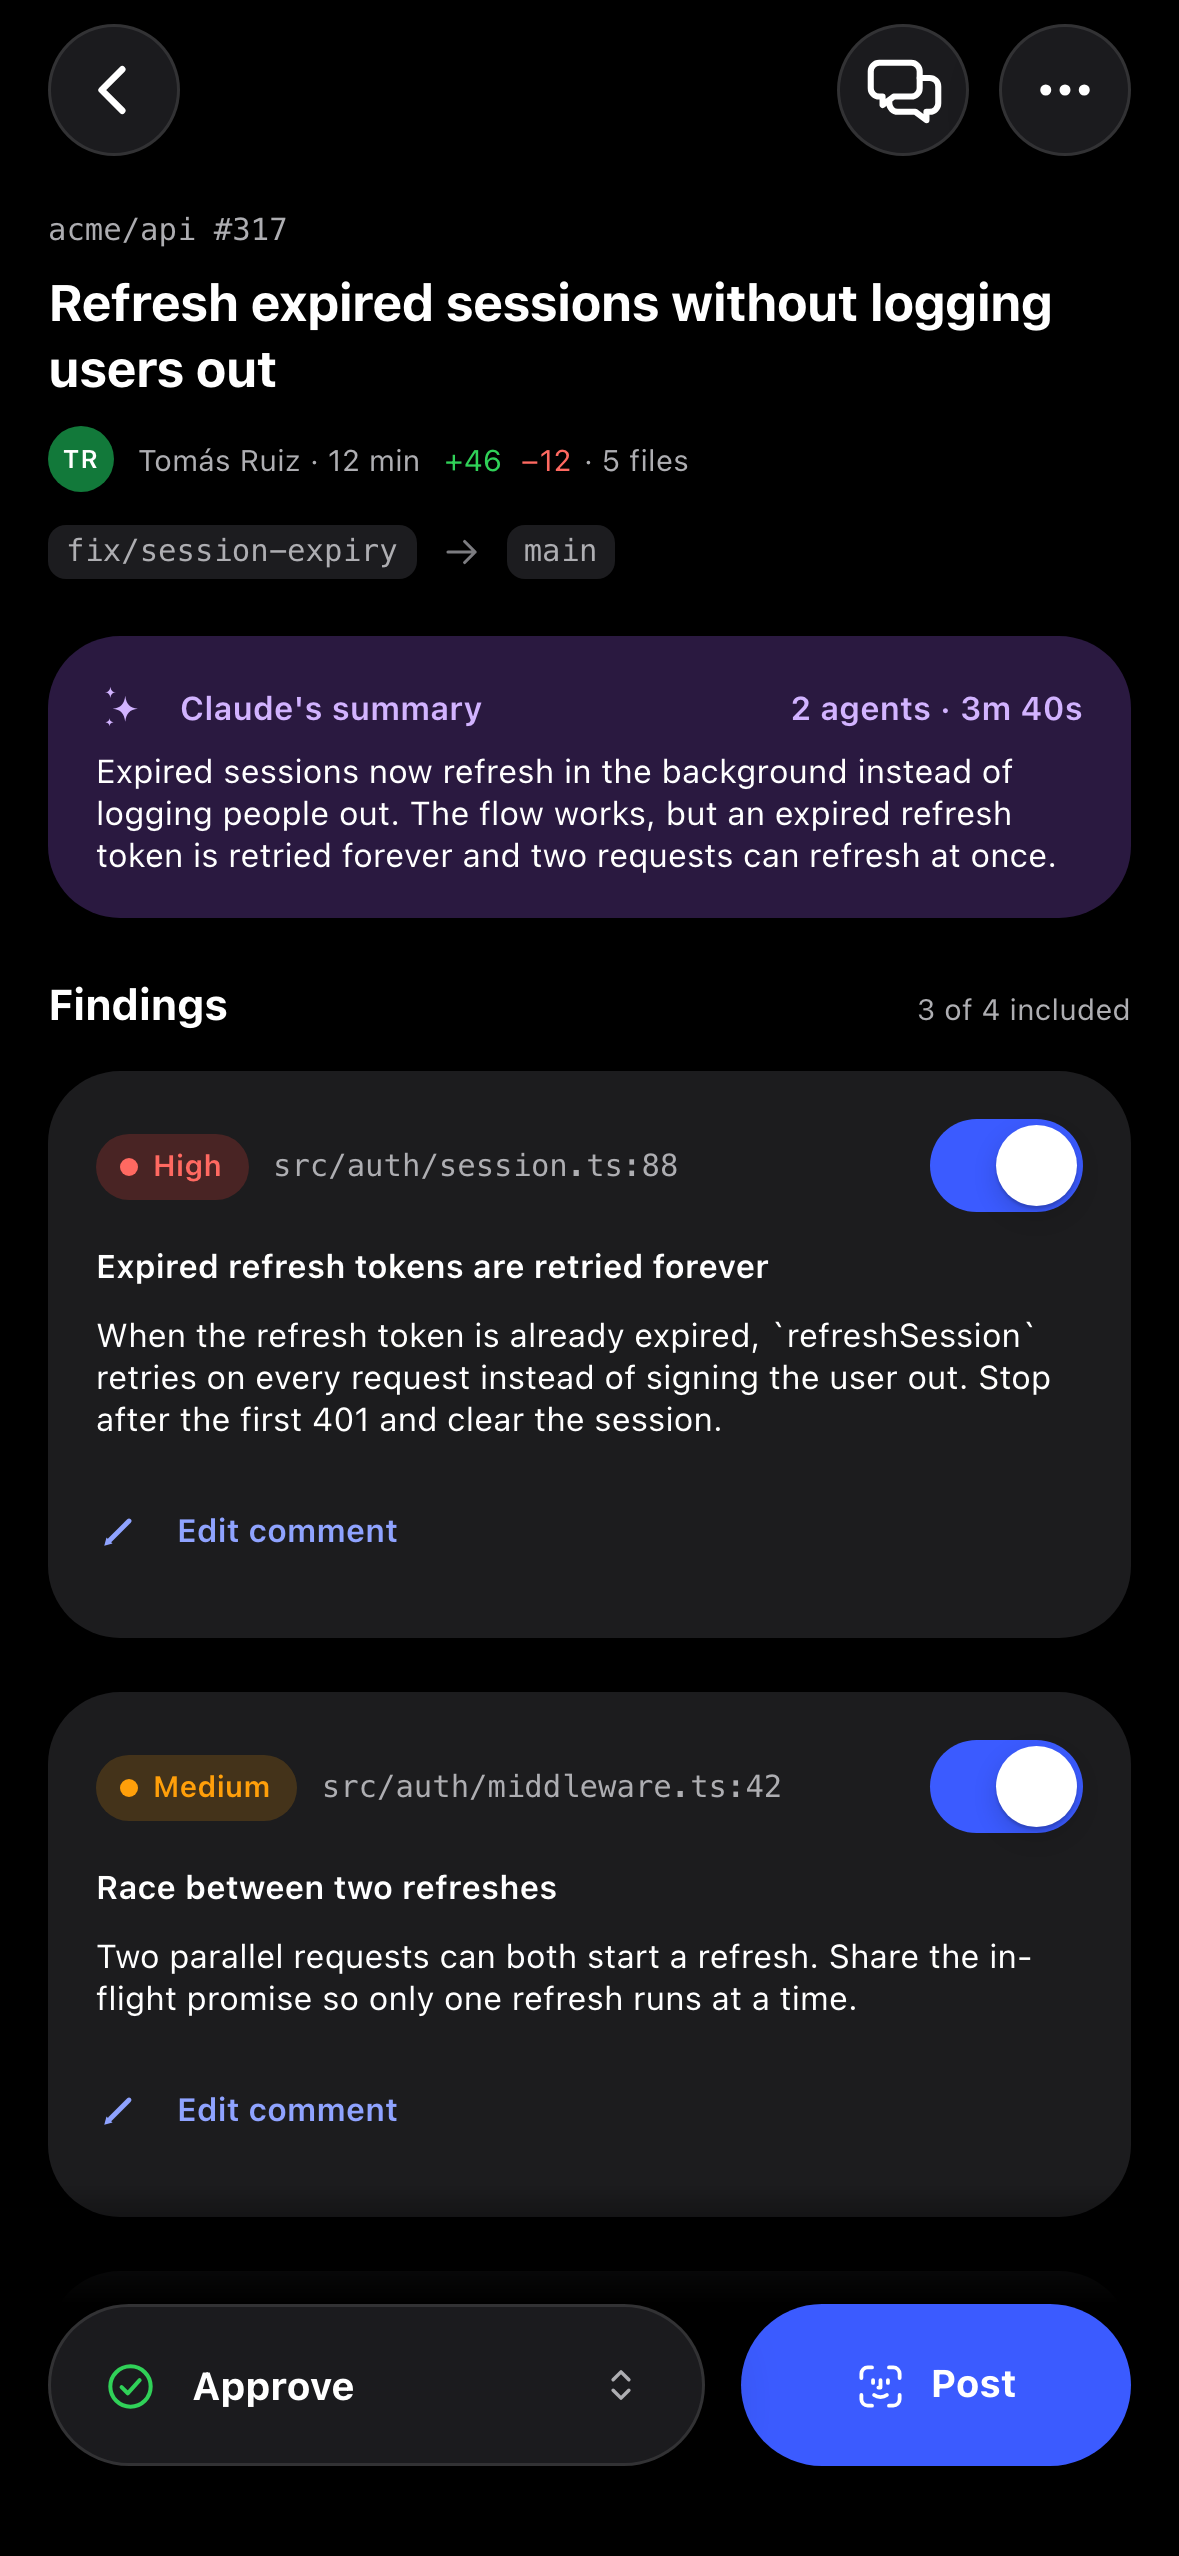 acme/api #317
Refresh expired sessions without logging
users out
TR Tomás Ruiz · 12 min +46 −12 · 5 files
fix/session-expiry → main
Claude's summary 2 agents · 3m 40s
Expired sessions now refresh in the background instead of
logging people out. The flow works, but an expired refresh
token is retried forever and two requests can refresh at once.
Findings 3 of 4 included
High src/auth/session.ts:88
Expired refresh tokens are retried forever
When the refresh token is already expired, `refreshSession`
retries on every request instead of signing the user out. Stop
after the first 401 and clear the session.
Edit comment
Medium src/auth/middleware.ts:42
Race between two refreshes
Two parallel requests can both start a refresh. Share the in-
flight promise so only one refresh runs at a time.
Edit comment
Approve Post